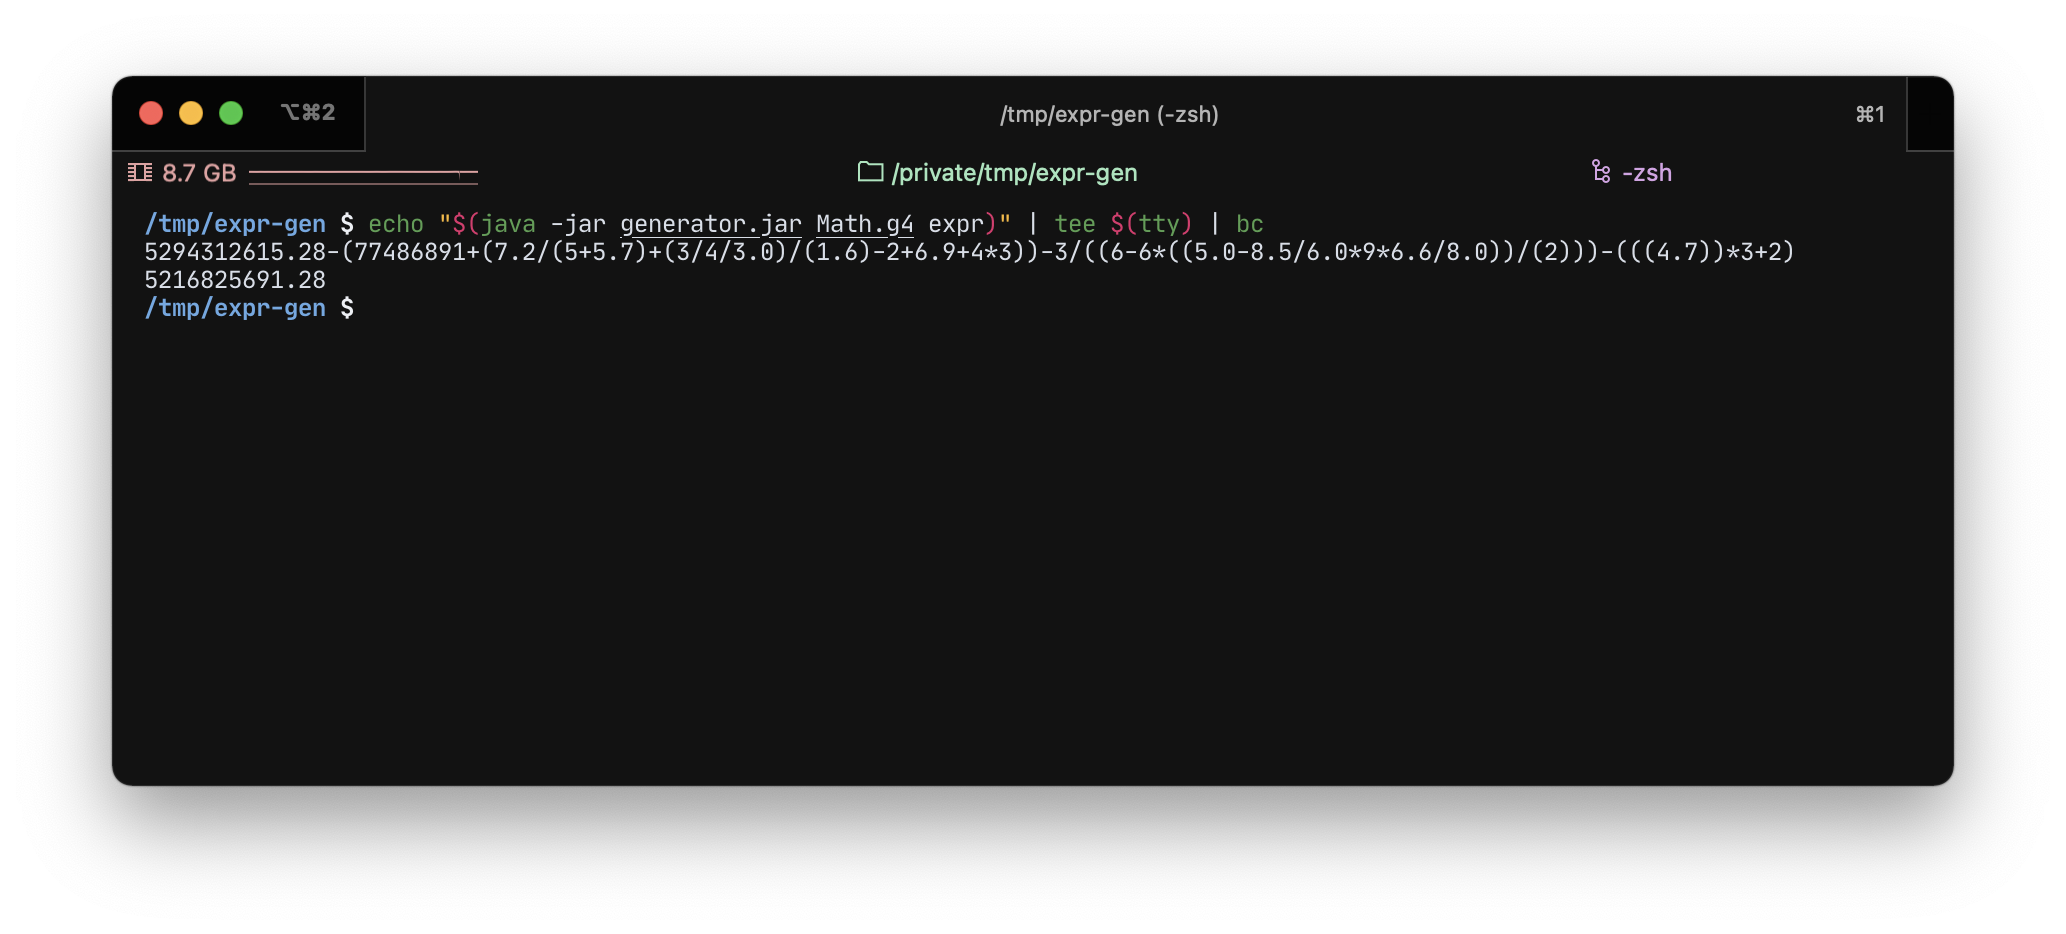 ⌥⌘2
/tmp/expr-gen (-zsh)
⌘1
8.7 GB
/private/tmp/expr-gen
-zsh
/tmp/expr-gen $ echo "$(java -jar generator.jar Math.g4 expr)" | tee $(tty) | bc
5294312615.28-(77486891+(7.2/(5+5.7)+(3/4/3.0)/(1.6)-2+6.9+4*3))-3/((6-6*((5.0-8.5/6.0*9*6.6/8.0))/(2)))-(((4.7))*3+2)
5216825691.28
/tmp/expr-gen $